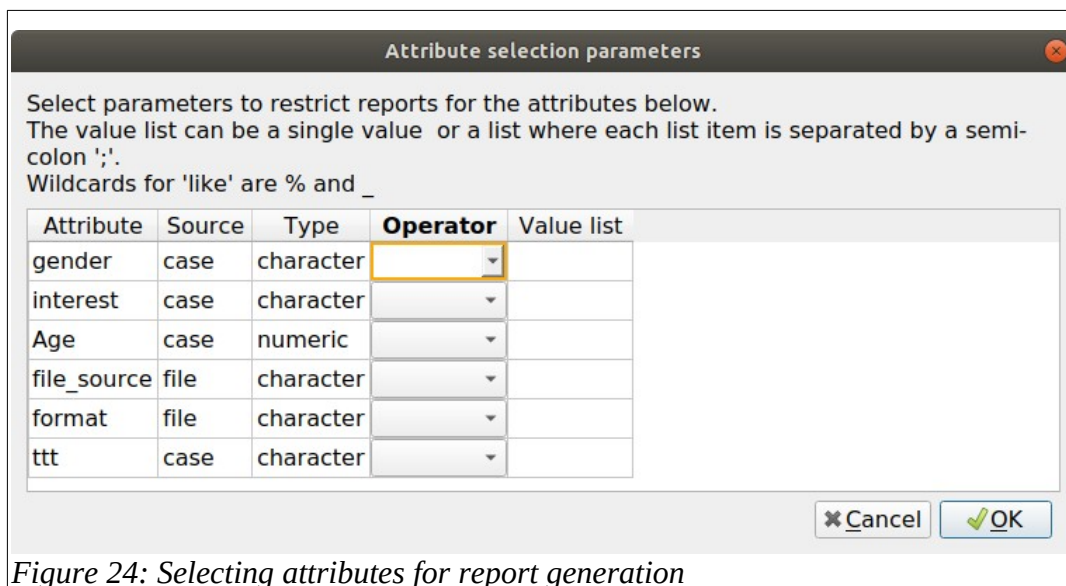 Attribute selection parameters
Select parameters to restrict reports for the attributes below.
The value list can be a single value or a list where each list item is separated by a semi-
colon ';'.
Wildcards for 'like' are % and _
Attribute Source Type Operator Value list
gender case character
interest case character
Age case numeric
file_source file character
format file character
ttt case character
Cancel OK
Figure 24: Selecting attributes for report generation